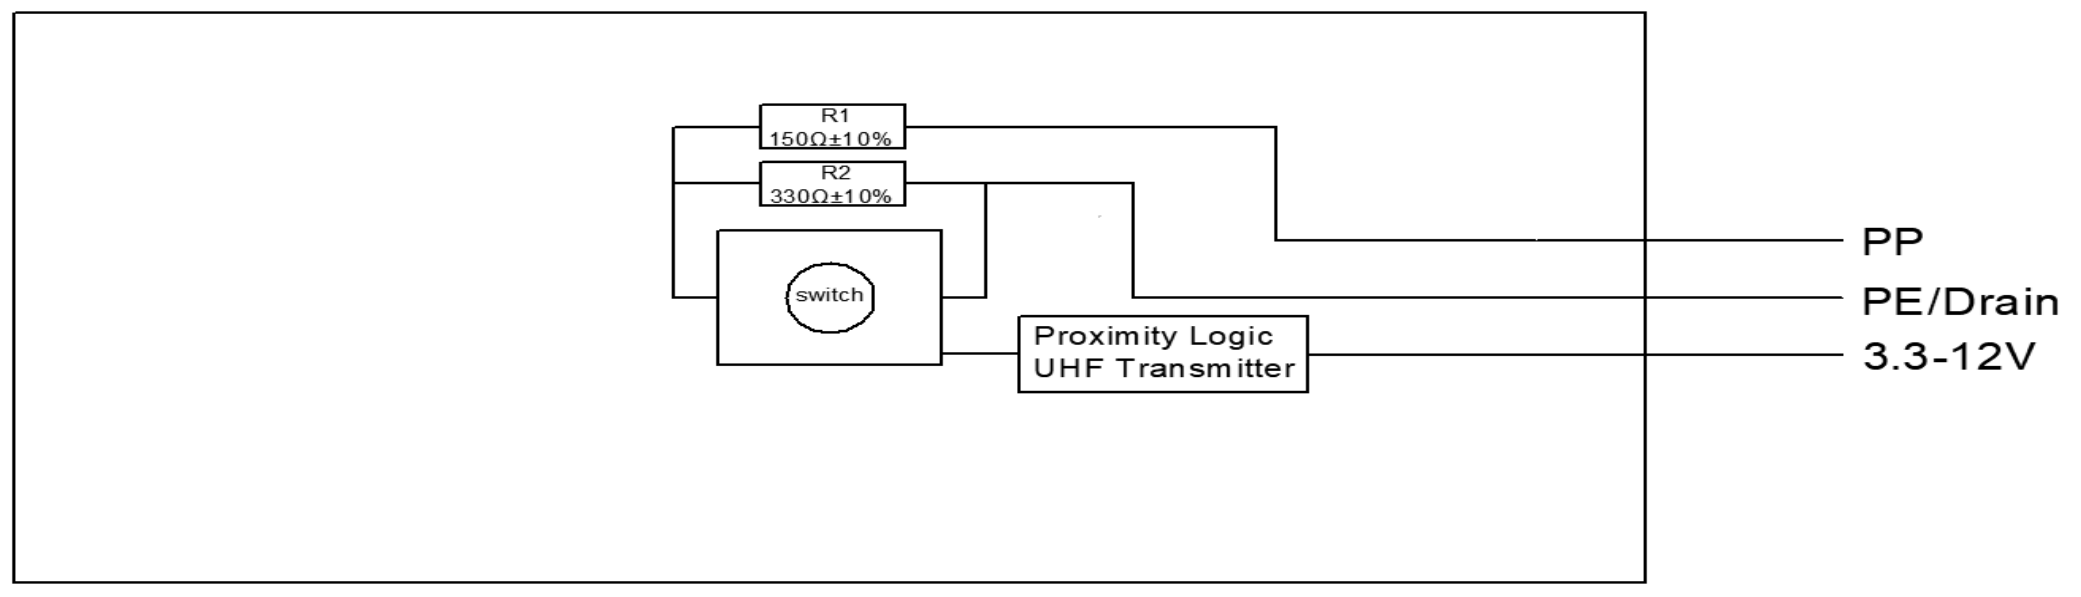 R1
150Ω±10%
R2
330Ω±10%
PP
switch
PE/Drain
Proximity Logic
UHF Transmitter
3.3-12V